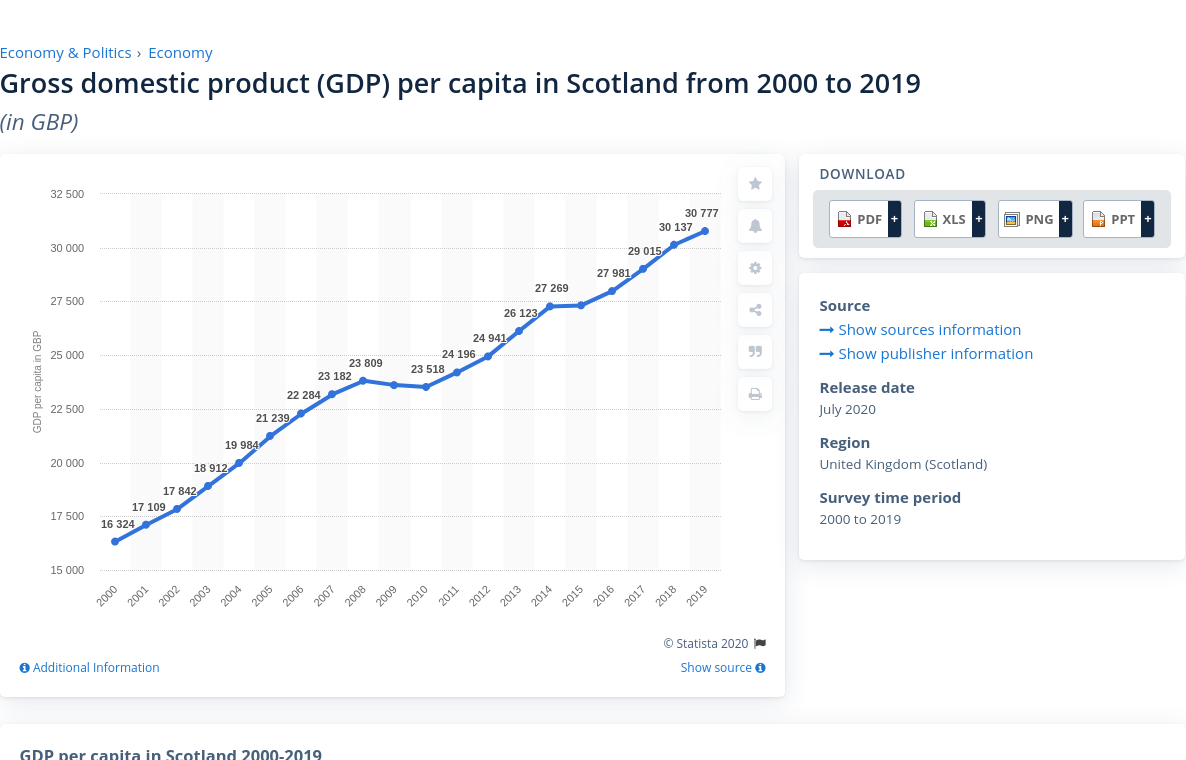 Economy & Politics › Economy
Gross domestic product (GDP) per capita in Scotland from 2000 to 2019
(in GBP)
32 500
30 000
27 500
25 000
22 500
20 000
17 500
15 000
GDP per capita in GBP
16 324
17 109
17 842
18 912
19 984
21 239
22 284
23 182
23 809
23 518
24 196
24 941
26 123
27 269
27 981
29 015
30 137
30 777
2000
2001
2002
2003
2004
2005
2006
2007
2008
2009
2010
2011
2012
2013
2014
2015
2016
2017
2018
2019
© Statista 2020
Additional Information
Show source
DOWNLOAD
PDF + XLS + PNG + PPT +
Source
Show sources information
Show publisher information
Release date
July 2020
Region
United Kingdom (Scotland)
Survey time period
2000 to 2019
GDP per capita in Scotland 2000-2019